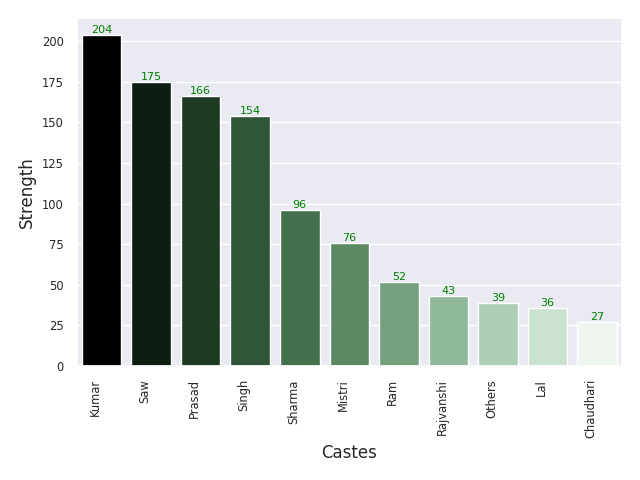 204
175
166
154
96
76
52
43
39
36
27
200
175
150
125
100
75
50
25
0
Strength
Kumar
Saw
Prasad
Singh
Sharma
Mistri
Ram
Rajvanshi
Others
Lal
Chaudhari
Castes